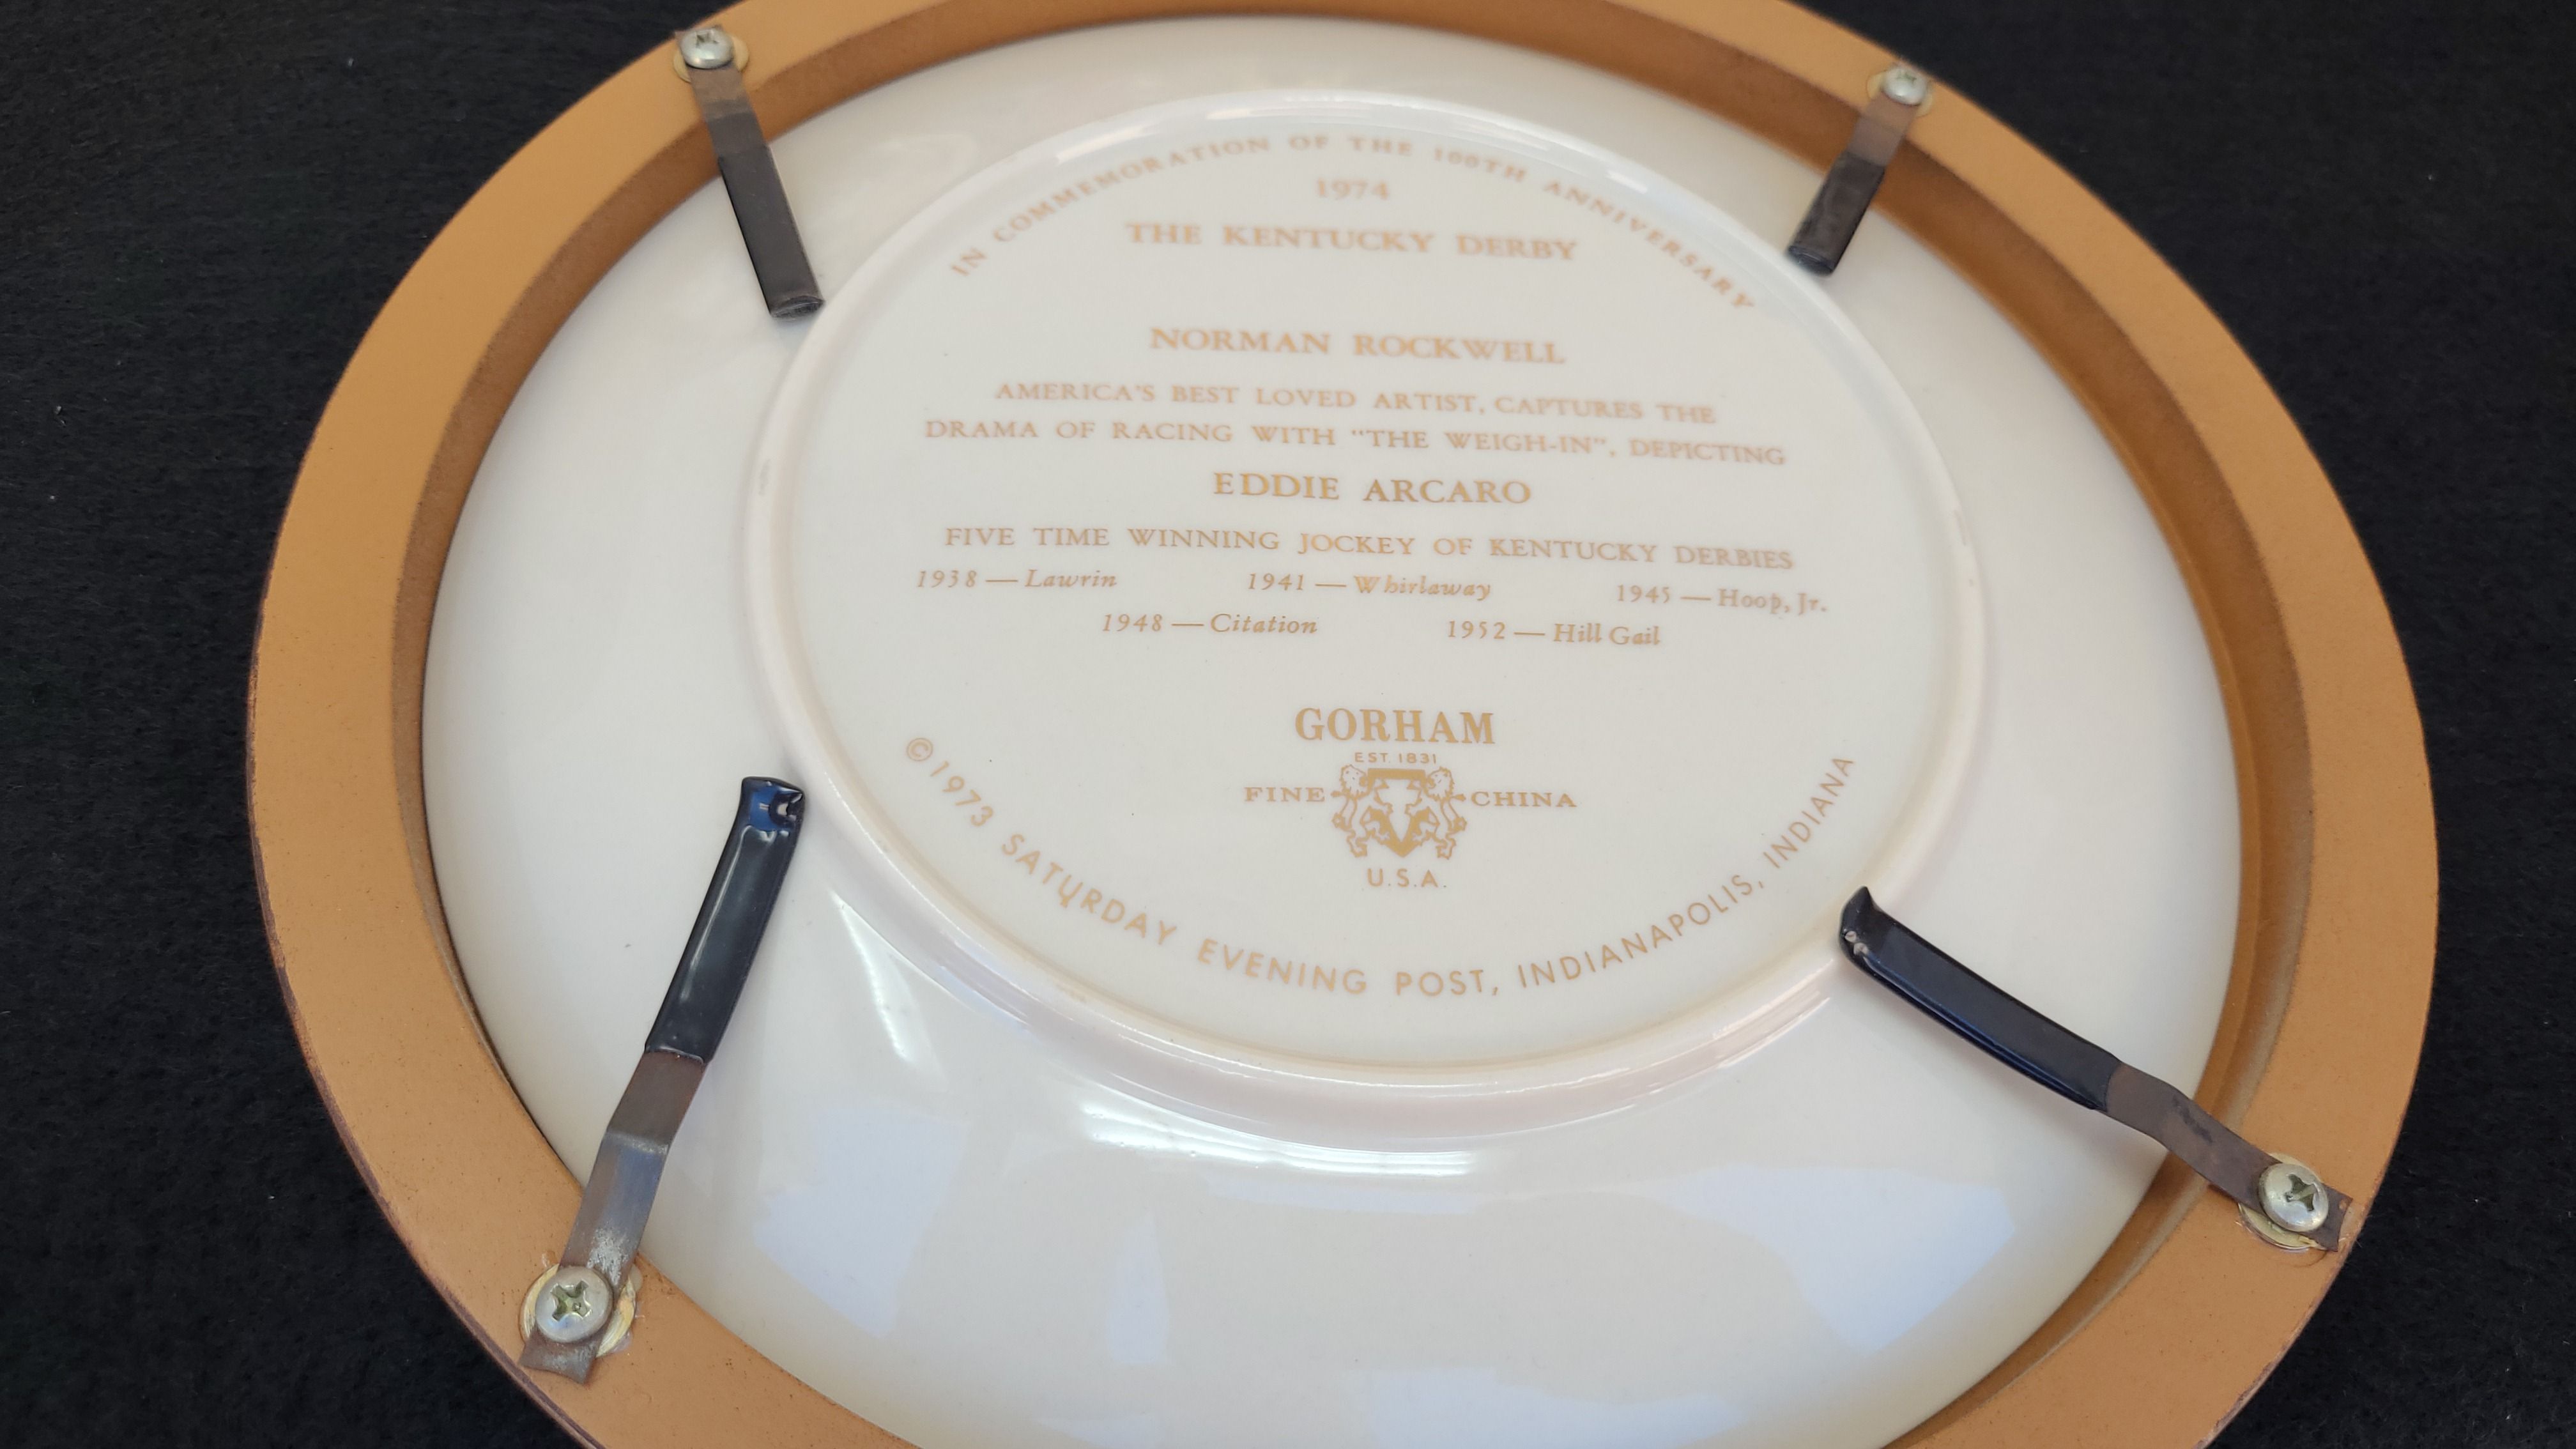 IN COMMEMORATION OF THE 100TH ANNIVERSARY
1974
THE KENTUCKY DERBY
NORMAN ROCKWELL
AMERICA'S BEST LOVED ARTIST, CAPTURES THE
DRAMA OF RACING WITH "THE WEIGH-IN", DEPICTING
EDDIE ARCARO
FIVE TIME WINNING JOCKEY OF KENTUCKY DERBIES
1938 — Lawrin 1941 — Whirlaway 1945 — Hoop, Jr.
1948 — Citation 1952 — Hill Gail
GORHAM
EST. 1831
FINE CHINA
U.S.A.
©1973 SATURDAY EVENING POST, INDIANAPOLIS, INDIANA